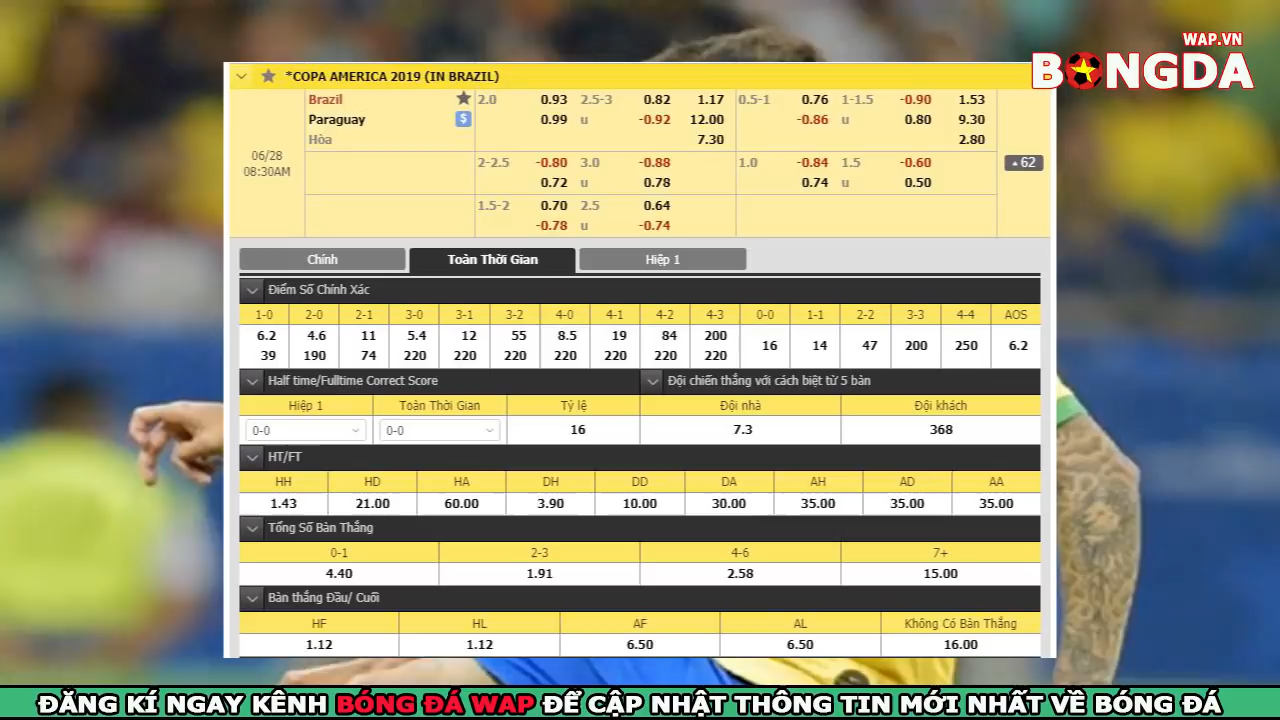 WAP.VN
BONGDA
*COPA AMERICA 2019 (IN BRAZIL)
Brazil 2.0 0.93 2.5-3 0.82 1.17 0.5-1 0.76 1-1.5 -0.90 1.53
Paraguay $ 0.99 u -0.92 12.00 -0.86 u 0.80 9.30
Hòa 7.30 2.80
06/28
08:30AM
2-2.5 -0.80 3.0 -0.88 1.0 -0.84 1.5 -0.60
62
0.72 u 0.78 0.74 u 0.50
1.5-2 0.70 2.5 0.64
-0.78 u -0.74
Chính Toàn Thời Gian Hiệp 1
Điểm Số Chính Xác
1-0 2-0 2-1 3-0 3-1 3-2 4-0 4-1 4-2 4-3 0-0 1-1 2-2 3-3 4-4 AOS
6.2 4.6 11 5.4 12 55 8.5 19 84 200
16 14 47 200 250 6.2
39 190 74 220 220 220 220 220 220 220
Half time/Fulltime Correct Score Đội chiến thắng với cách biệt từ 5 bàn
Hiệp 1 Toàn Thời Gian Tỷ lệ Đội nhà Đội khách
0-0 0-0 16 7.3 368
HT/FT
HH HD HA DH DD DA AH AD AA
1.43 21.00 60.00 3.90 10.00 30.00 35.00 35.00 35.00
Tổng Số Bàn Thắng
0-1 2-3 4-6 7+
4.40 1.91 2.58 15.00
Bàn thắng Đầu/ Cuối
HF HL AF AL Không Có Bàn Thắng
1.12 1.12 6.50 6.50 16.00
ĐĂNG KÍ NGAY KÊNH BÓNG ĐÁ WAP ĐỂ CẬP NHẬT THÔNG TIN MỚI NHẤT VỀ BÓNG ĐÁ